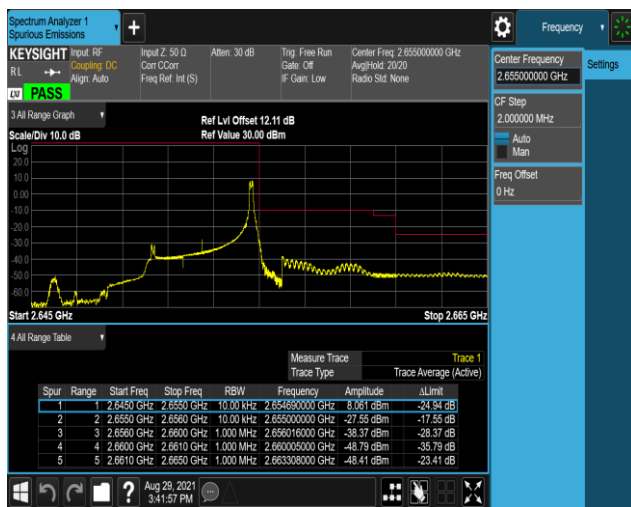 Spectrum Analyzer 1
Spurious Emissions
+
Frequency
KEYSIGHT Input: RF Input Z: 50 Ω Atten: 30 dB Trig: Free Run Center Freq: 2.655000000 GHz
RL Coupling: DC Corr CCorr Gate: Off Avg|Hold: 20/20
Align: Auto Freq Ref: Int (S) IF Gain: Low Radio Std: None
LXI PASS
Center Frequency
2.655000000 GHz
Settings
CF Step
2.000000 MHz
Auto
Man
Freq Offset
0 Hz
3 All Range Graph
Ref Lvl Offset 12.11 dB
Scale/Div 10.0 dB Ref Value 30.00 dBm
Log
20.0
10.0
0.00
-10.0
-20.0
-30.0
-40.0
-50.0
-60.0
Start 2.645 GHz Stop 2.665 GHz
4 All Range Table
Measure Trace Trace 1
Trace Type Trace Average (Active)
Spur Range Start Freq Stop Freq RBW Frequency Amplitude ΔLimit
1 1 2.6450 GHz 2.6550 GHz 10.00 kHz 2.654690000 GHz 8.061 dBm -24.94 dB
2 2 2.6550 GHz 2.6560 GHz 10.00 kHz 2.655000000 GHz -27.55 dBm -17.55 dB
3 3 2.6560 GHz 2.6600 GHz 1.000 MHz 2.656016000 GHz -38.37 dBm -28.37 dB
4 4 2.6600 GHz 2.6610 GHz 1.000 MHz 2.660005000 GHz -48.79 dBm -35.79 dB
5 5 2.6610 GHz 2.6650 GHz 1.000 MHz 2.663308000 GHz -48.41 dBm -23.41 dB
? Aug 29, 2021
3:41:57 PM